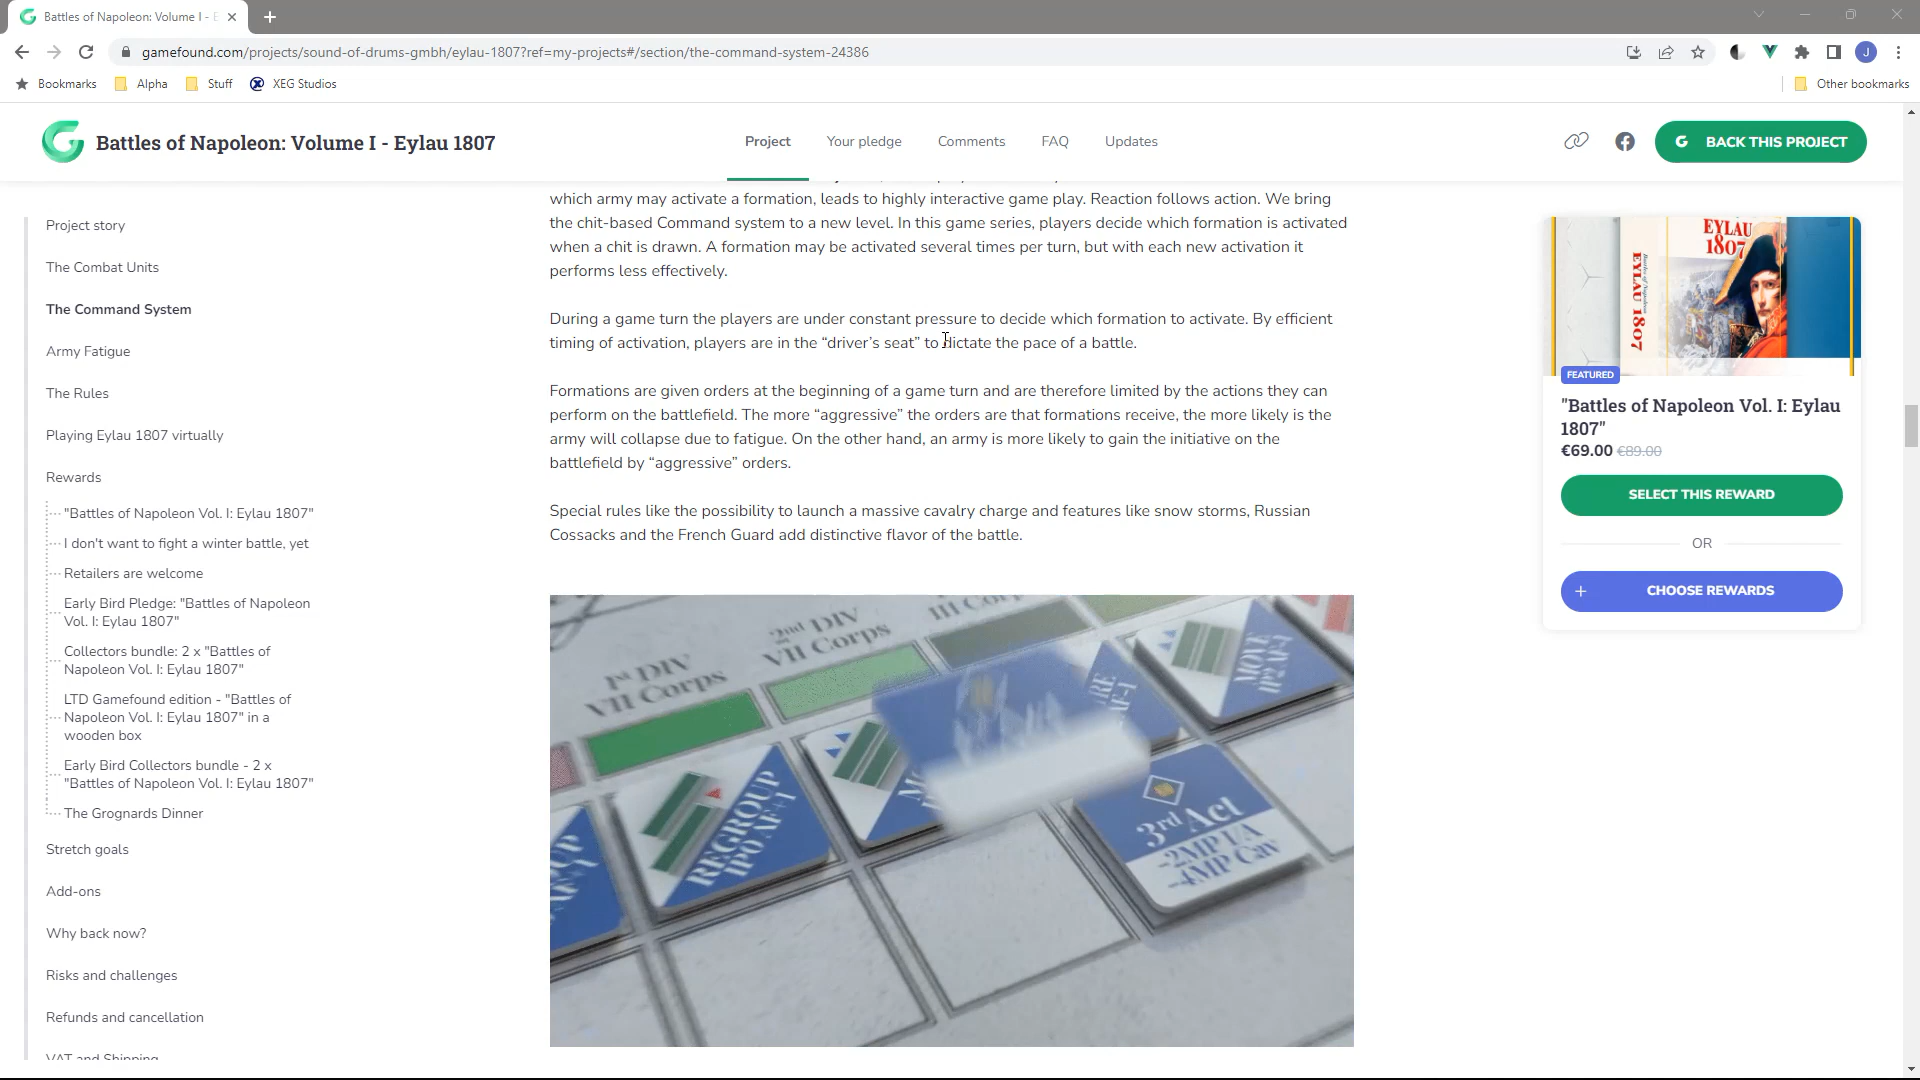 Battles of Napoleon: Volume I -
gamefound.com/projects/sound-of-drums-gmbh/eylau-1807?ref=my-projects#/section/the-command-system-24386
J
Bookmarks
Alpha
Stuff
XEG Studios
Other bookmarks
Battles of Napoleon: Volume I - Eylau 1807
Project
Your pledge
Comments
FAQ
Updates
BACK THIS PROJECT
Project story
The Combat Units
The Command System
Army Fatigue
The Rules
Playing Eylau 1807 virtually
Rewards
"Battles of Napoleon Vol. I: Eylau 1807"
I don't want to fight a winter battle, yet
Retailers are welcome
Early Bird Pledge: "Battles of Napoleon
Vol. I: Eylau 1807"
Collectors bundle: 2 x "Battles of
Napoleon Vol. I: Eylau 1807"
LTD Gamefound edition - "Battles of
Napoleon Vol. I: Eylau 1807" in a
wooden box
Early Bird Collectors bundle - 2 x
"Battles of Napoleon Vol. I: Eylau 1807"
The Grognards Dinner
Stretch goals
Add-ons
Why back now?
Risks and challenges
Refunds and cancellation
VAT and Shipping
which army may activate a formation, leads to highly interactive game play. Reaction follows action. We bring
the chit-based Command system to a new level. In this game series, players decide which formation is activated
when a chit is drawn. A formation may be activated several times per turn, but with each new activation it
performs less effectively.
During a game turn the players are under constant pressure to decide which formation to activate. By efficient
timing of activation, players are in the “driver’s seat” to dictate the pace of a battle.
Formations are given orders at the beginning of a game turn and are therefore limited by the actions they can
perform on the battlefield. The more “aggressive” the orders are that formations receive, the more likely is the
army will collapse due to fatigue. On the other hand, an army is more likely to gain the initiative on the
battlefield by “aggressive” orders.
Special rules like the possibility to launch a massive cavalry charge and features like snow storms, Russian
Cossacks and the French Guard add distinctive flavor of the battle.
1st DIV
VII Corps
2nd DIV
VII Corps
III Corps
REGROUP
IPO AF+1
MOVE
3rd Act
-2MP I/A
-4MP Cav
EYLAU
1807
Battles of Napoleon
EYLAU 1807
FEATURED
"Battles of Napoleon Vol. I: Eylau
1807"
€69.00 €89.00
SELECT THIS REWARD
OR
+ CHOOSE REWARDS